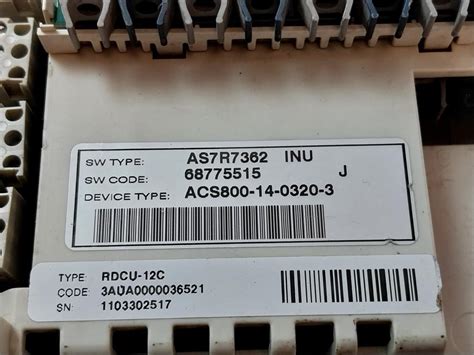 SW TYPE: AS7R7362 INU
SW CODE: 68775515 J
DEVICE TYPE: ACS800-14-0320-3
TYPE: RDCU-12C
CODE: 3AUA0000036521
SN: 1103302517